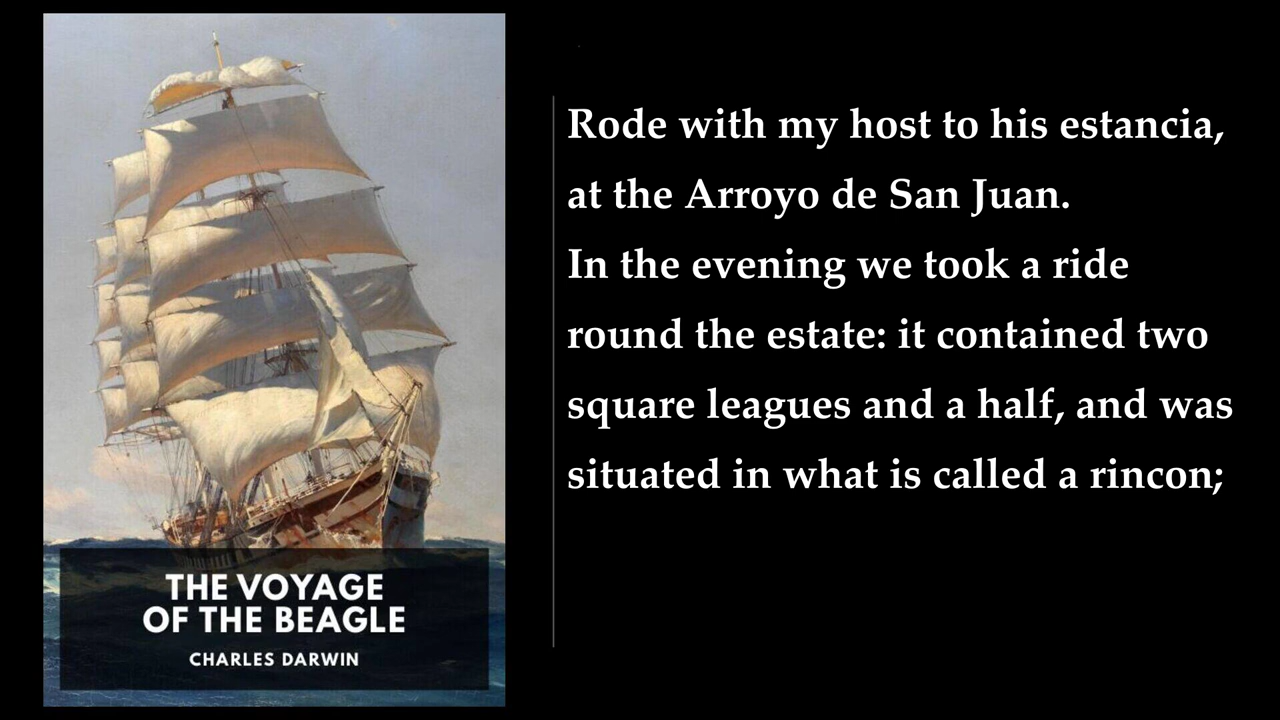 THE VOYAGE
OF THE BEAGLE
CHARLES DARWIN
Rode with my host to his estancia,
at the Arroyo de San Juan.
In the evening we took a ride
round the estate: it contained two
square leagues and a half, and was
situated in what is called a rincon;